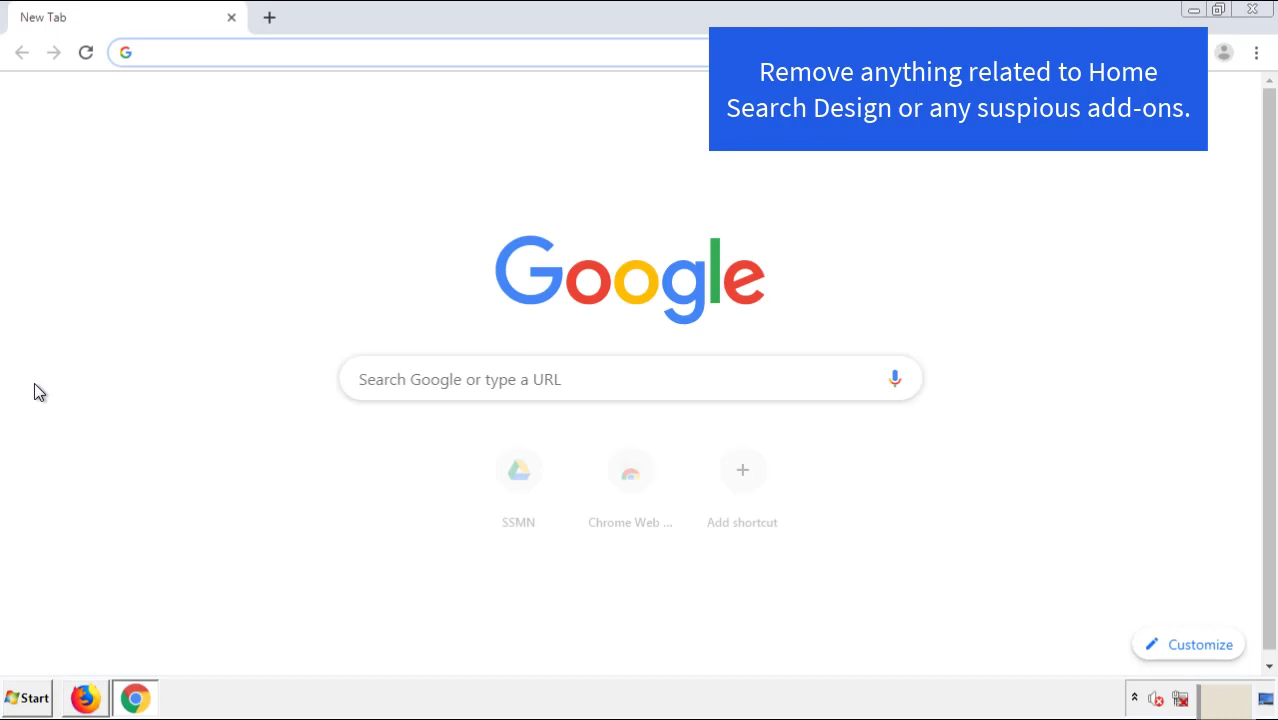 New Tab
Remove anything related to Home
Search Design or any suspious add-ons.
Google
Search Google or type a URL
SSMN
Chrome Web ...
Add shortcut
Customize
Start